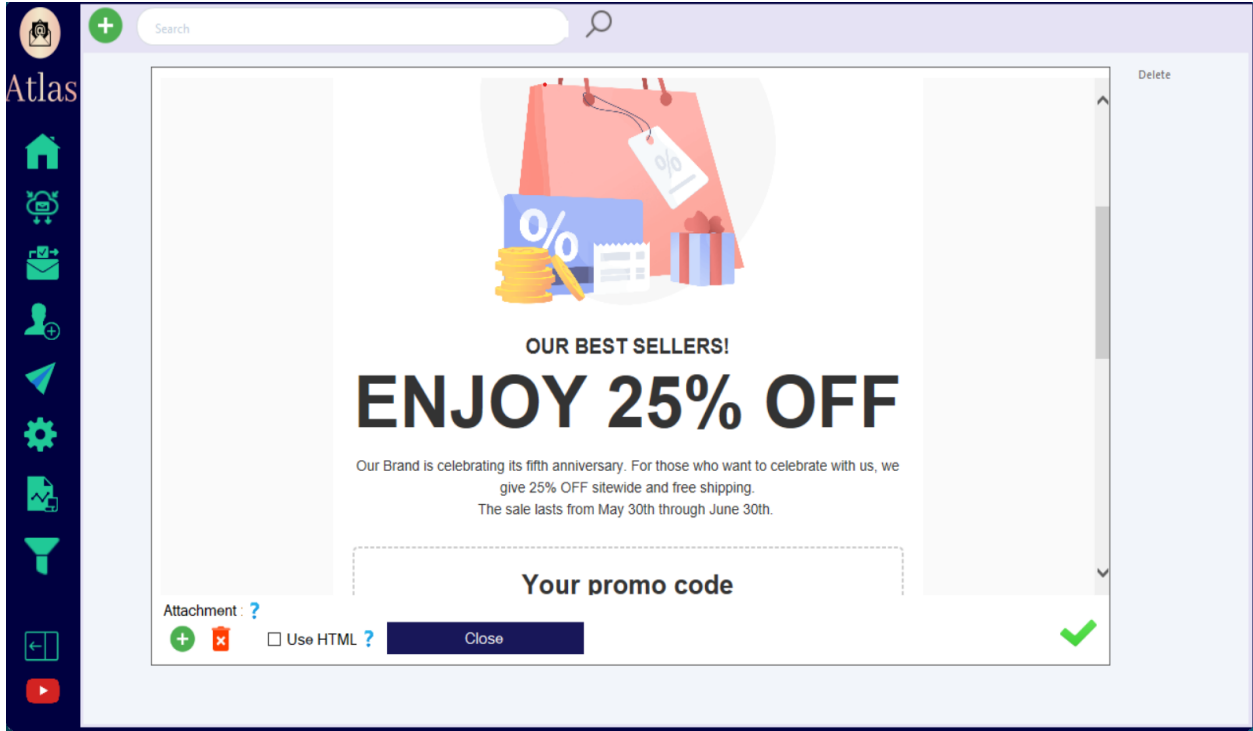 Search
Atlas
Delete
%
%
%
OUR BEST SELLERS!
ENJOY 25% OFF
Our Brand is celebrating its fifth anniversary. For those who want to celebrate with us, we
give 25% OFF sitewide and free shipping.
The sale lasts from May 30th through June 30th.
Your promo code
Attachment : ?
Use HTML ?
Close